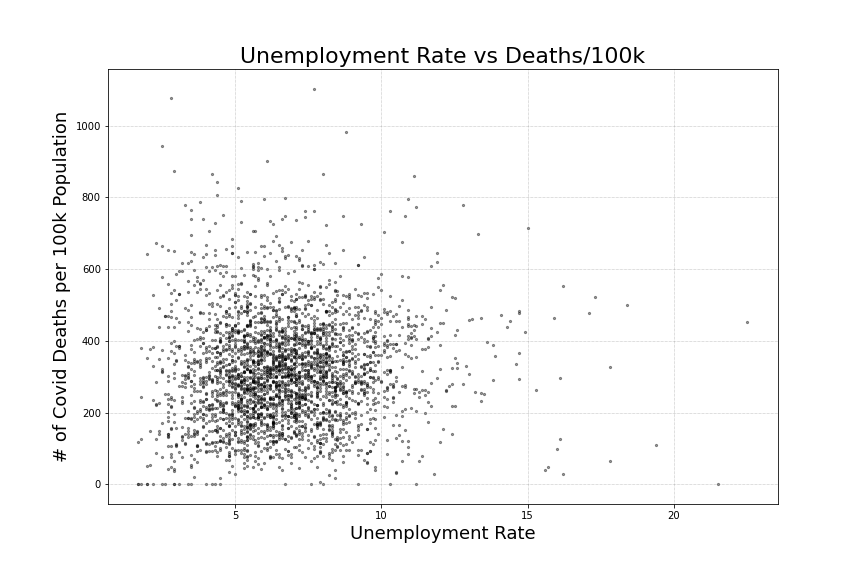 Unemployment Rate vs Deaths/100k
# of Covid Deaths per 100k Population
1000
800
600
400
200
0
5 10 15 20
Unemployment Rate